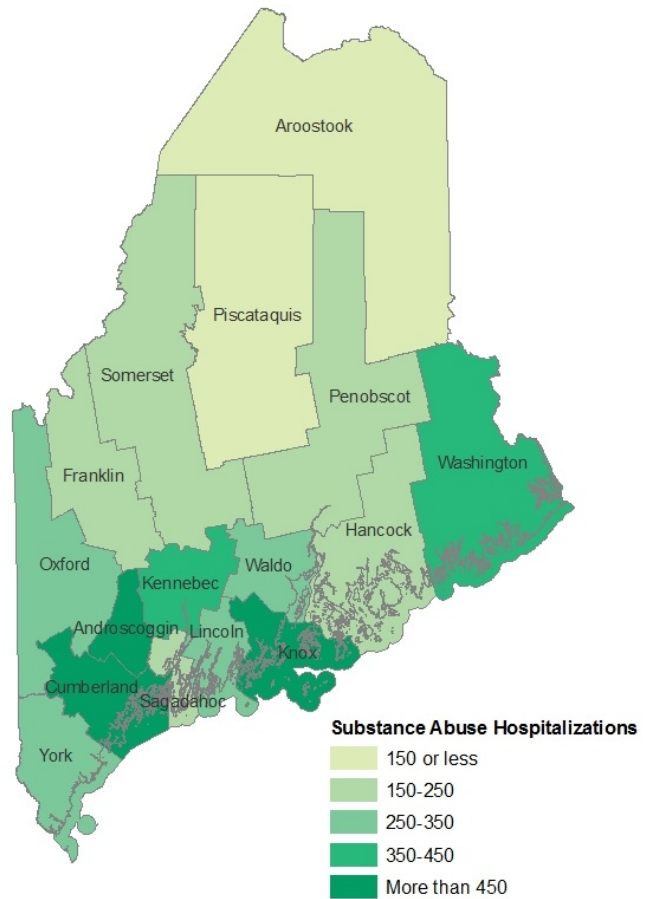 Aroostook
Piscataquis
Somerset
Penobscot
Franklin
Washington
Hancock
Oxford
Waldo
Kennebec
Androscoggin
Lincoln
Knox
Cumberland
Sagadahoc
York
Substance Abuse Hospitalizations
150 or less
150-250
250-350
350-450
More than 450